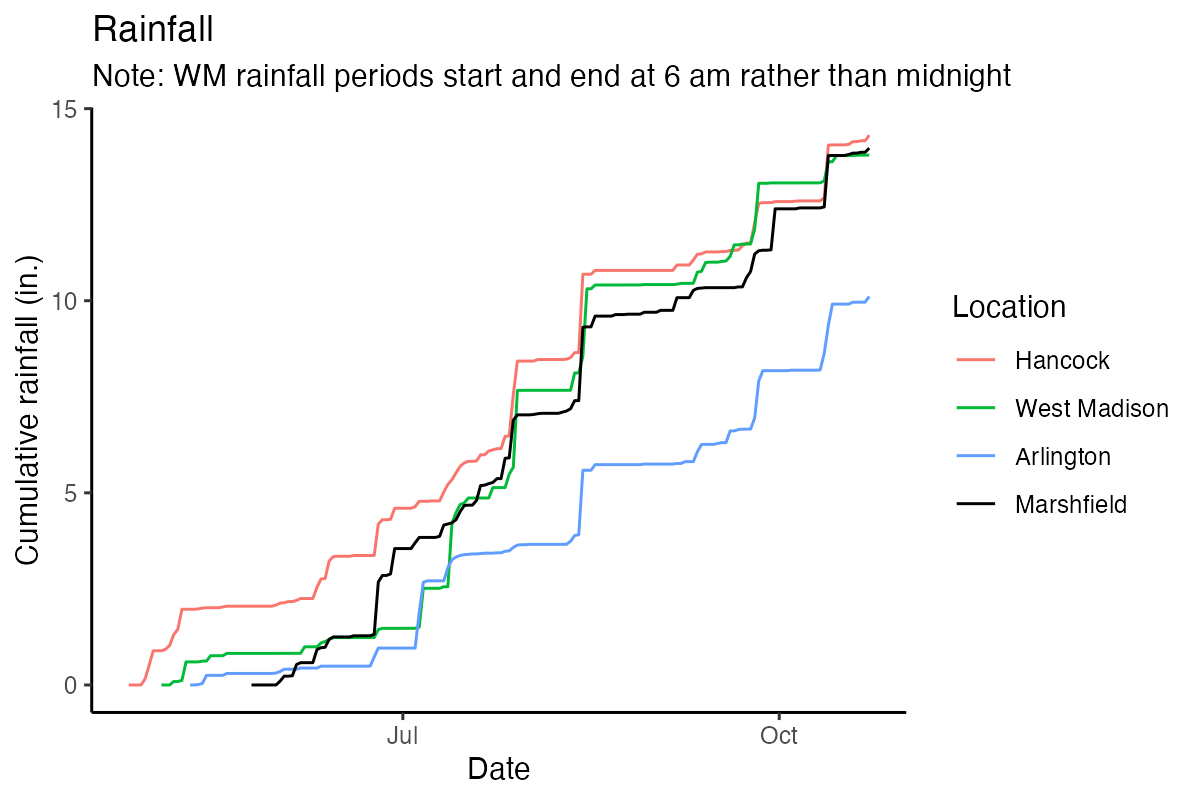 Rainfall
Note: WM rainfall periods start and end at 6 am rather than midnight
15
10
5
0
Cumulative rainfall (in.)
Jul
Oct
Date
Location
Hancock
West Madison
Arlington
Marshfield